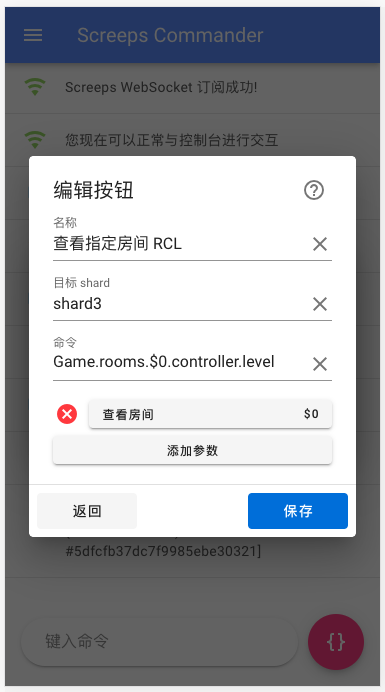 Screeps Commander
Screeps WebSocket 订阅成功!
您现在可以正常与控制台进行交互
编辑按钮
名称
查看指定房间 RCL
目标 shard
shard3
命令
Game.rooms.$0.controller.level
查看房间 $0
添加参数
返回 保存
#5dfcfb37dc7f9985ebe30321]
键入命令 {}